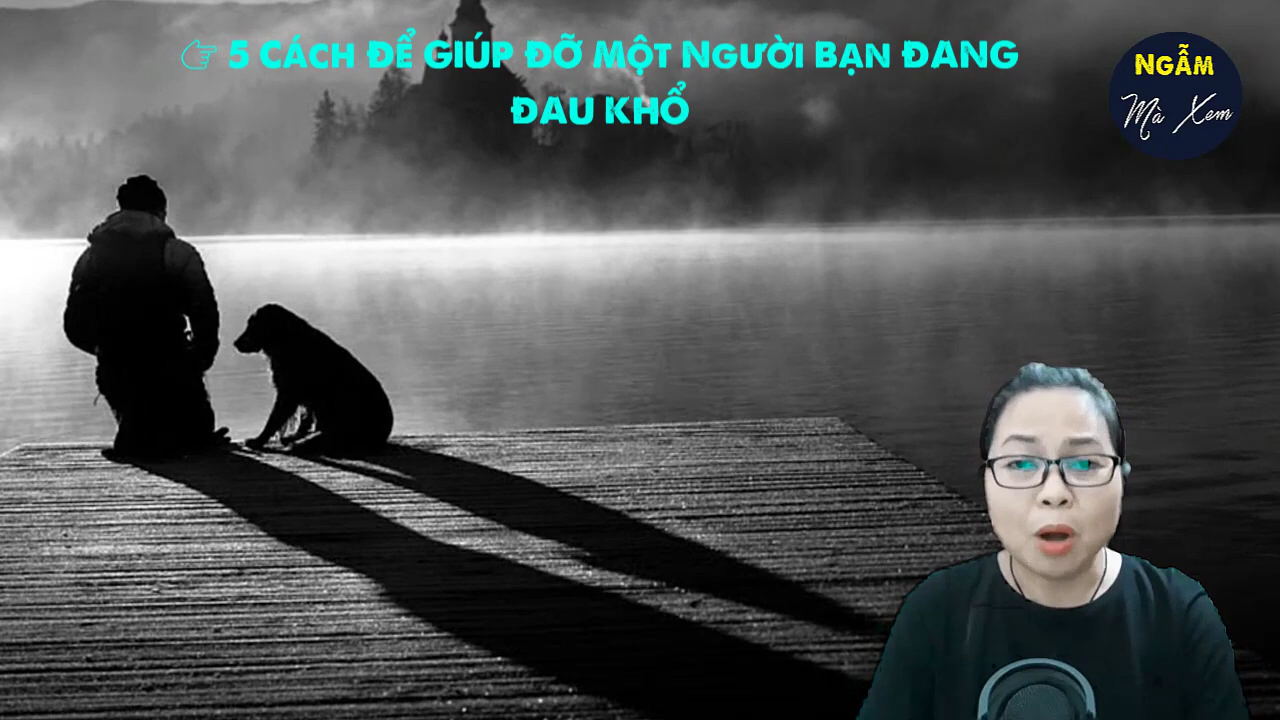 👉 5 CÁCH ĐỂ GIÚP ĐỠ MỘT NGƯỜI BẠN ĐANG
ĐAU KHỔ
NGẪM
Mà Xem